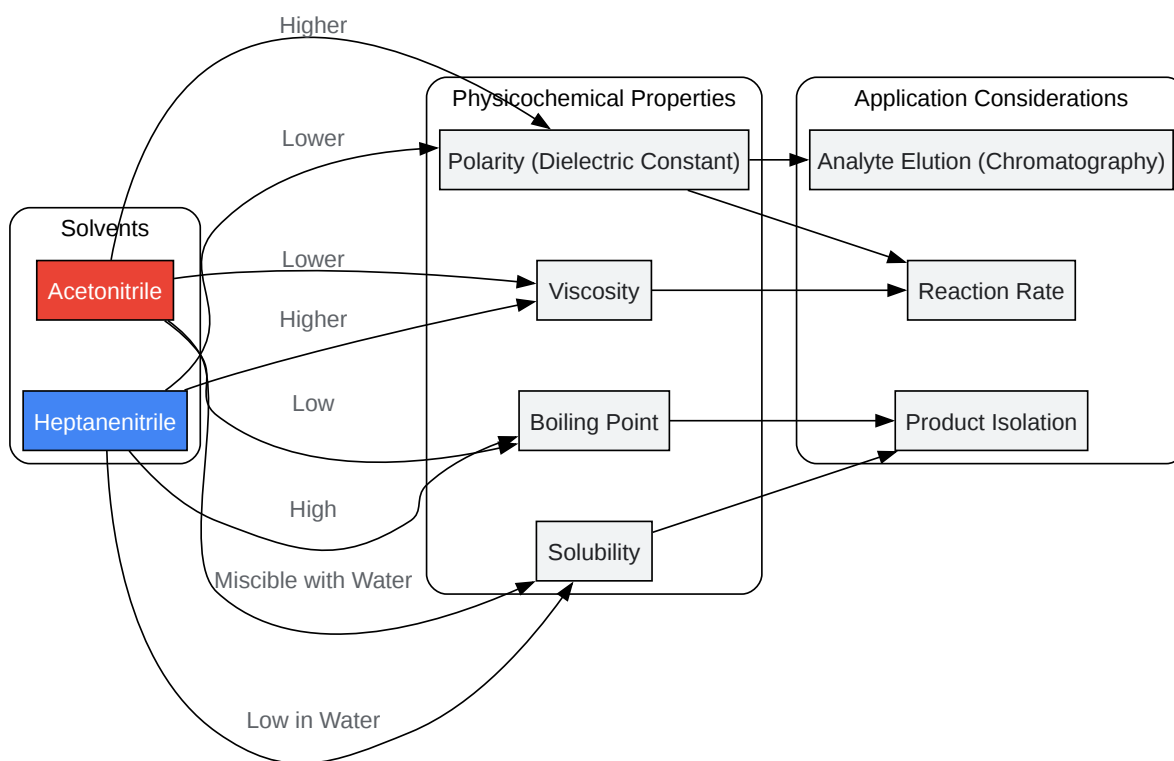 Higher
Physicochemical Properties
Application Considerations
Lower
Polarity (Dielectric Constant)
Analyte Elution (Chromatography)
Solvents
Lower
Acetonitrile
Viscosity
Reaction Rate
Higher
Low
Heptanenitrile
Boiling Point
Product Isolation
High
Solubility
Miscible with Water
Low in Water